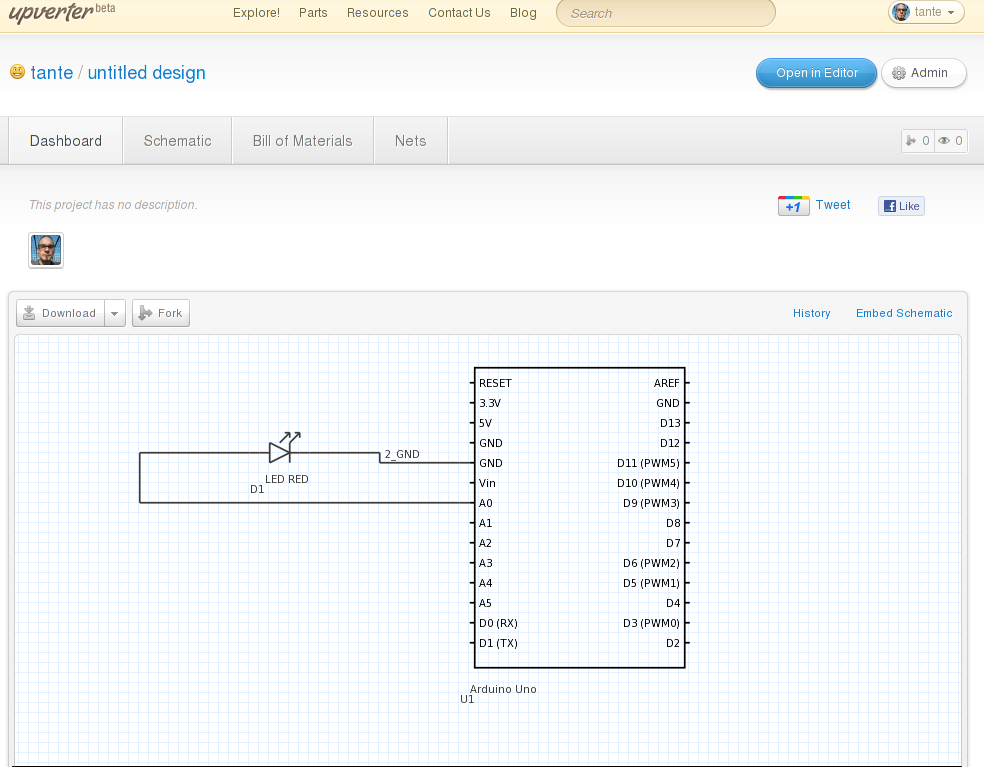 upverter beta Explore! Parts Resources Contact Us Blog Search tante
tante / untitled design Open in Editor Admin
Dashboard Schematic Bill of Materials Nets 0 0
This project has no description. +1 Tweet Like
Download Fork History Embed Schematic
RESET AREF
3.3V GND
5V D13
GND D12
2_GND GND D11 (PWM5)
LED RED Vin D10 (PWM4)
D1 A0 D9 (PWM3)
A1 D8
A2 D7
A3 D6 (PWM2)
A4 D5 (PWM1)
A5 D4
D0 (RX) D3 (PWM0)
D1 (TX) D2
Arduino Uno
U1